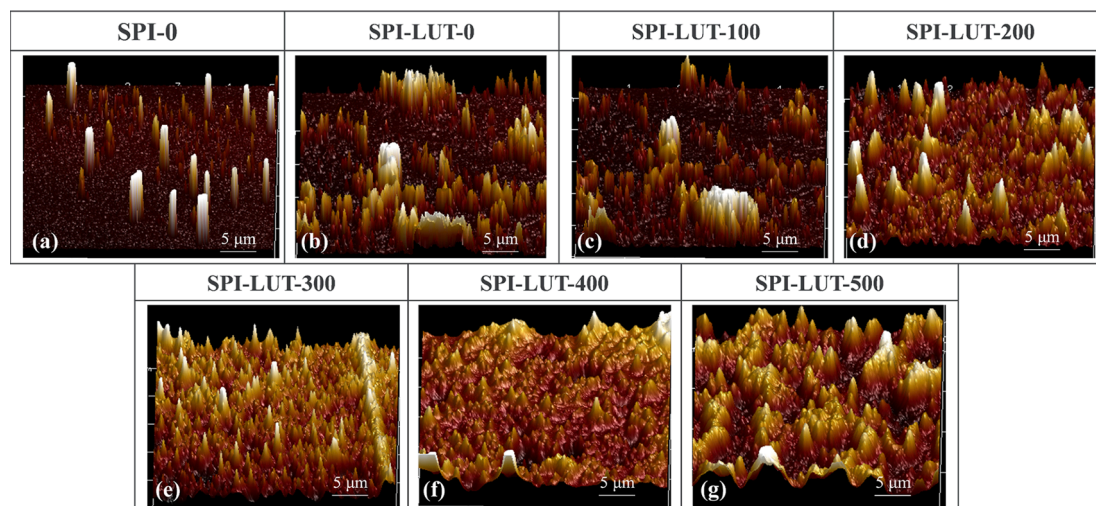 SPI-0
SPI-LUT-0
SPI-LUT-100
SPI-LUT-200
(a)
5 μm
(b)
5 μm
(c)
5 μm
(d)
5 μm
SPI-LUT-300
SPI-LUT-400
SPI-LUT-500
(e)
5 μm
(f)
5 μm
(g)
5 μm